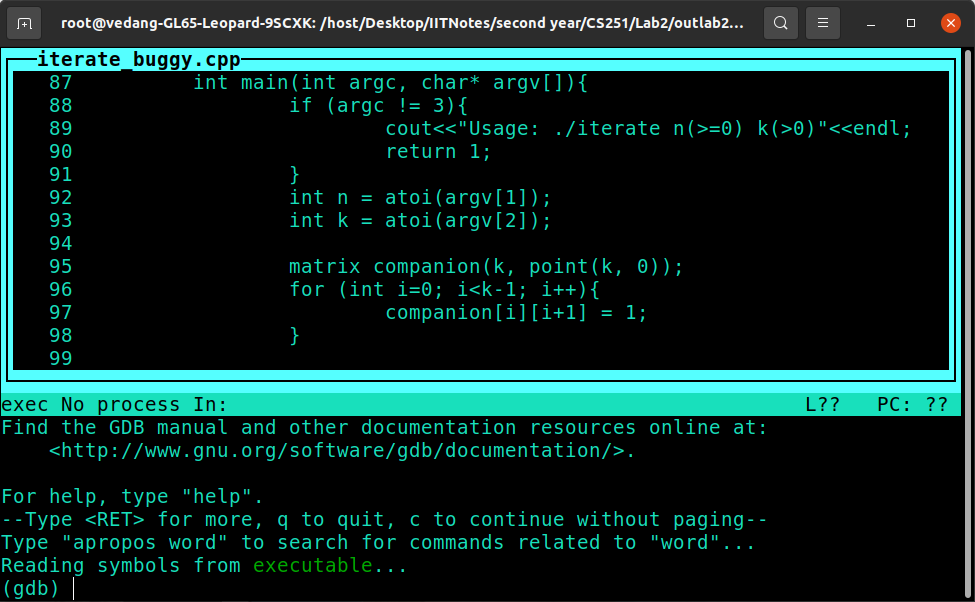 root@vedang-GL65-Leopard-9SCXK: /host/Desktop/IITNotes/second year/CS251/Lab2/outlab2...
iterate_buggy.cpp
87          int main(int argc, char* argv[]){
88                  if (argc != 3){
89                          cout<<"Usage: ./iterate n(>=0) k(>0)"<<endl;
90                          return 1;
91                  }
92                  int n = atoi(argv[1]);
93                  int k = atoi(argv[2]);
94
95                  matrix companion(k, point(k, 0));
96                  for (int i=0; i<k-1; i++){
97                          companion[i][i+1] = 1;
98                  }
99
exec No process In:                                                L??   PC: ??
Find the GDB manual and other documentation resources online at:
    <http://www.gnu.org/software/gdb/documentation/>.
For help, type "help".
--Type <RET> for more, q to quit, c to continue without paging--
Type "apropos word" to search for commands related to "word"...
Reading symbols from executable...
(gdb)